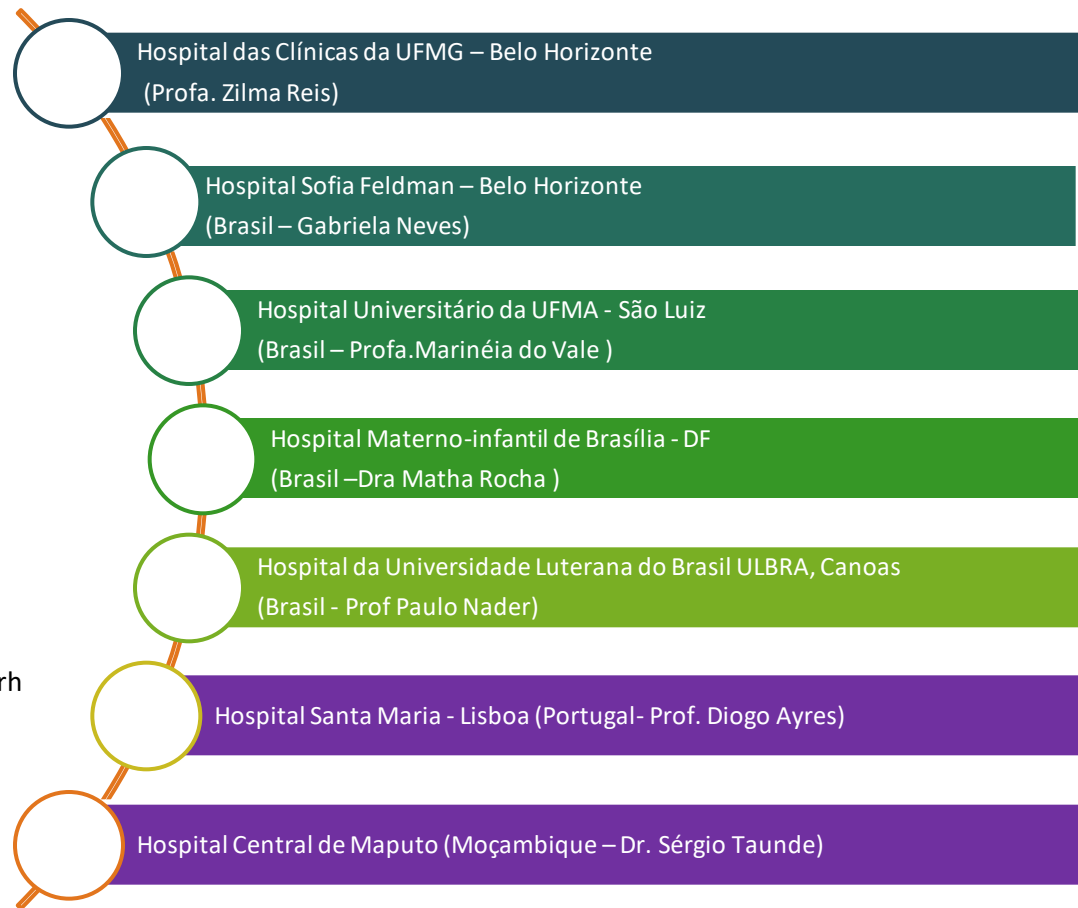 Hospital das Clínicas da UFMG – Belo Horizonte
(Profa. Zilma Reis)
Hospital Sofia Feldman – Belo Horizonte
(Brasil – Gabriela Neves)
Hospital Universitário da UFMA - São Luiz
(Brasil – Profa.Marinéia do Vale )
Hospital Materno-infantil de Brasília - DF
(Brasil –Dra Matha Rocha )
Hospital da Universidade Luterana do Brasil ULBRA, Canoas
(Brasil - Prof Paulo Nader)
rh
Hospital Santa Maria - Lisboa (Portugal- Prof. Diogo Ayres)
Hospital Central de Maputo (Moçambique – Dr. Sérgio Taunde)